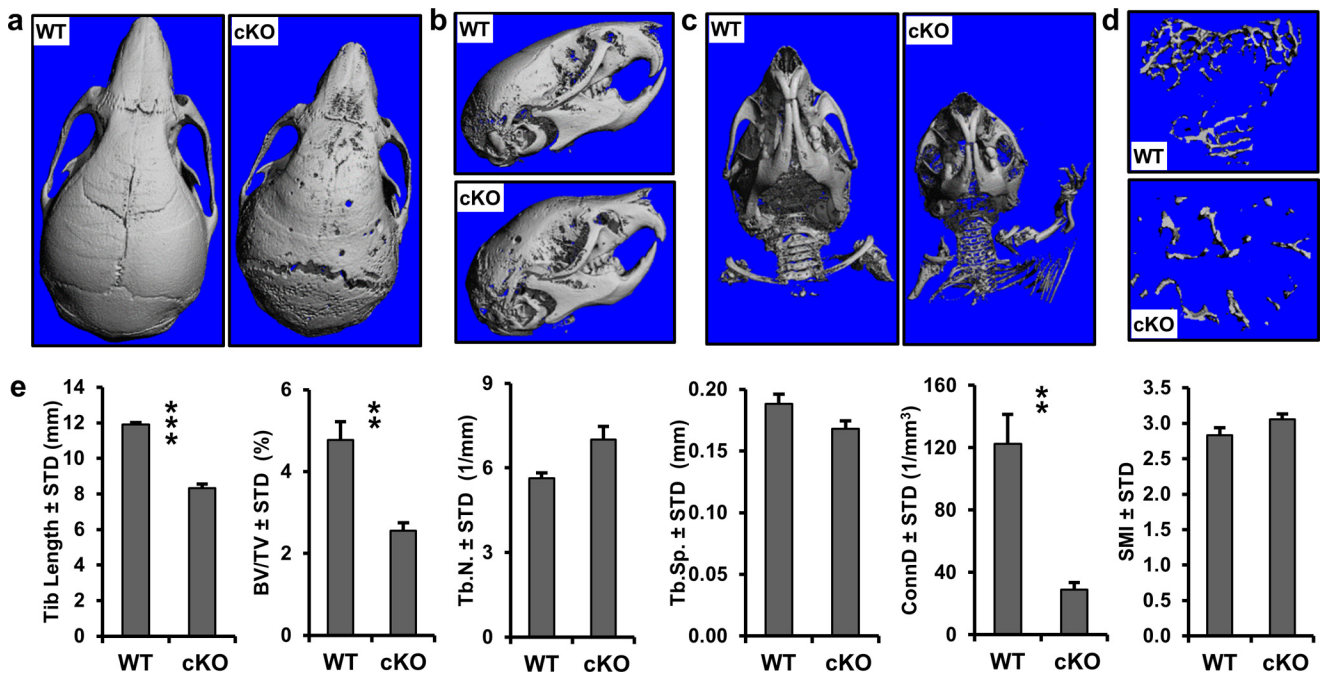 a
WT
cKO
b
WT
cKO
c
WT
cKO
d
WT
cKO
e
Tib Length ± STD (mm)
14
12
10
8
6
4
2
0
***
WT
cKO
BV/TV ± STD (%)
6
4
2
0
**
WT
cKO
Tb.N. ± STD (1/mm)
9
6
3
0
WT
cKO
Tb.Sp. ± STD (mm)
0.20
0.15
0.10
0.05
0.00
WT
cKO
ConnD ± STD (1/mm³)
160
120
80
40
0
**
WT
cKO
SMI ± STD
3.5
3.0
2.5
2.0
1.5
1.0
0.5
0.0
WT
cKO